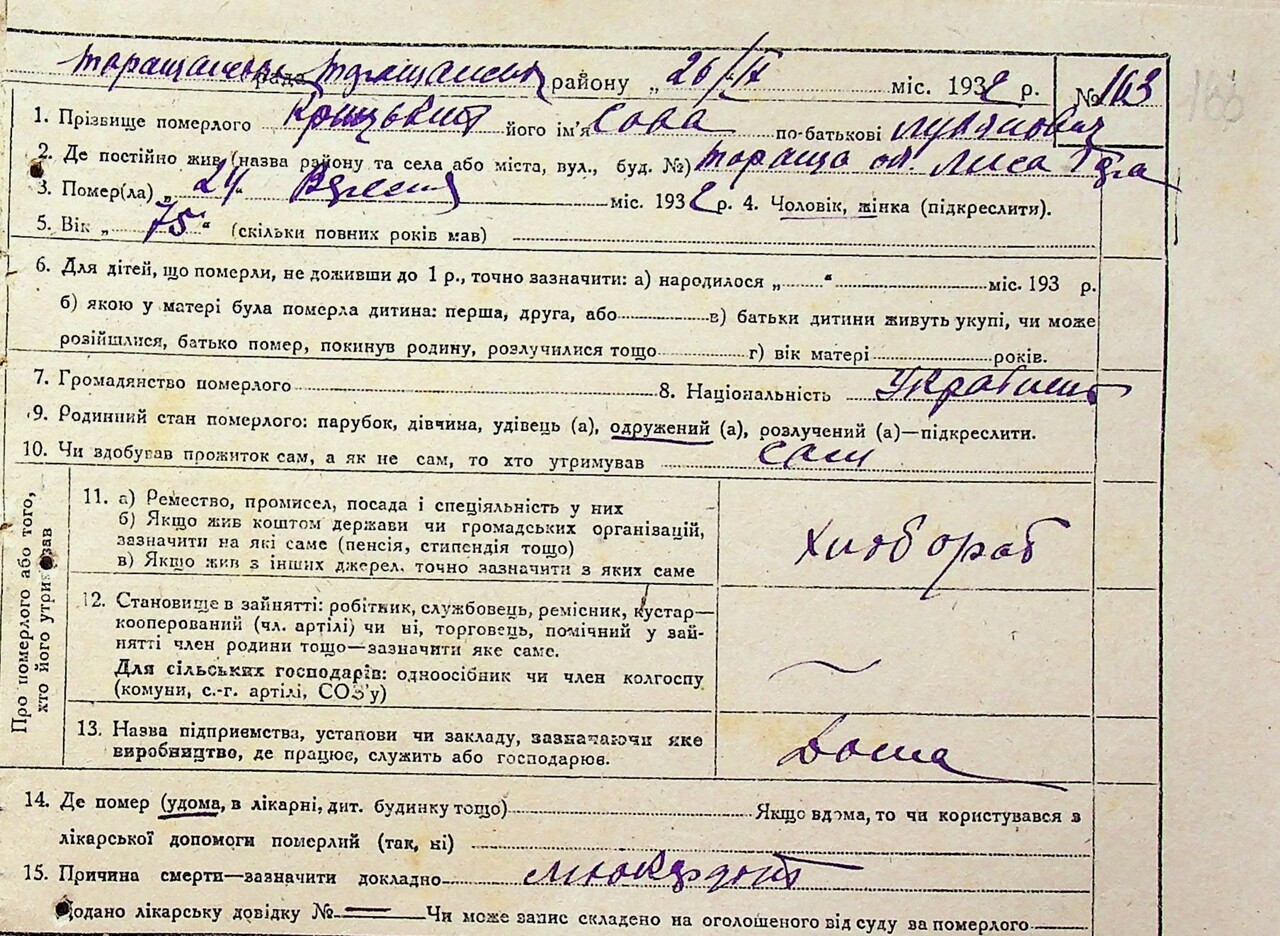 Таращанська рада Таращанського району „26/IX міс. 1932 р. № 163
166
1. Прізвище померлого его ім'я Сова по-батькові
2. Де постійно жив (назва району та села або міста, вул., буд. №) Тараща ол. Лиса Гора
3. Помер(ла) „24“ Вересня міс. 1932 р. 4. Чоловік, жінка (підкреслити).
5. Вік „75“ (скільки повних років мав)
6. Для дітей, що померли, не доживши до 1 р., точно зазначити: а) народилося „ “ міс. 193 р.
б) якою у матері була померла дитина: перша, друга, або в) батьки дитини живуть укупі, чи може
розійшлися, батько помер, покинув родину, розлучилися тощо г) вік матері років.
7. Громадянство померлого 8. Національність Українець
9. Родинний стан померлого: парубок, дівчина, удівець (а), одружений (а), розлучений (а)—підкреслити.
10. Чи здобував прожиток сам, а як не сам, то хто утримував сам
Про померлого або того,
хто його утримував
11. а) Ремество, промисел, посада і спеціяльність у них
б) Якщо жив коштом держави чи громадських організацій,
зазначити на які саме (пенсія, стипендія тощо)
в) Якщо жив з інших джерел, точно зазначити з яких саме
Хлібороб
12. Становище в зайнятті: робітник, службовець, ремісник, кустар—
кооперований (чл. артілі) чи ні, торговець, помічний у зай-
нятті член родини тощо—зазначити яке саме.
Для сільських господарів: одноосібник чи член колгоспу
(комуни, с.-г. артілі, СОЗ'у)
13. Назва підприємства, установи чи закладу, зазначаючи яке
виробництво, де працює, служить або господарює.
Дома
14. Де помер (удома, в лікарні, дит. будинку тощо) Якщо вдома, то чи користувався з
лікарської допомоги померлий (так, ні)
15. Причина смерти—зазначити докладно міокардит
Додано лікарську довідку № — Чи може запис складено на оголошеного від суду за померлого